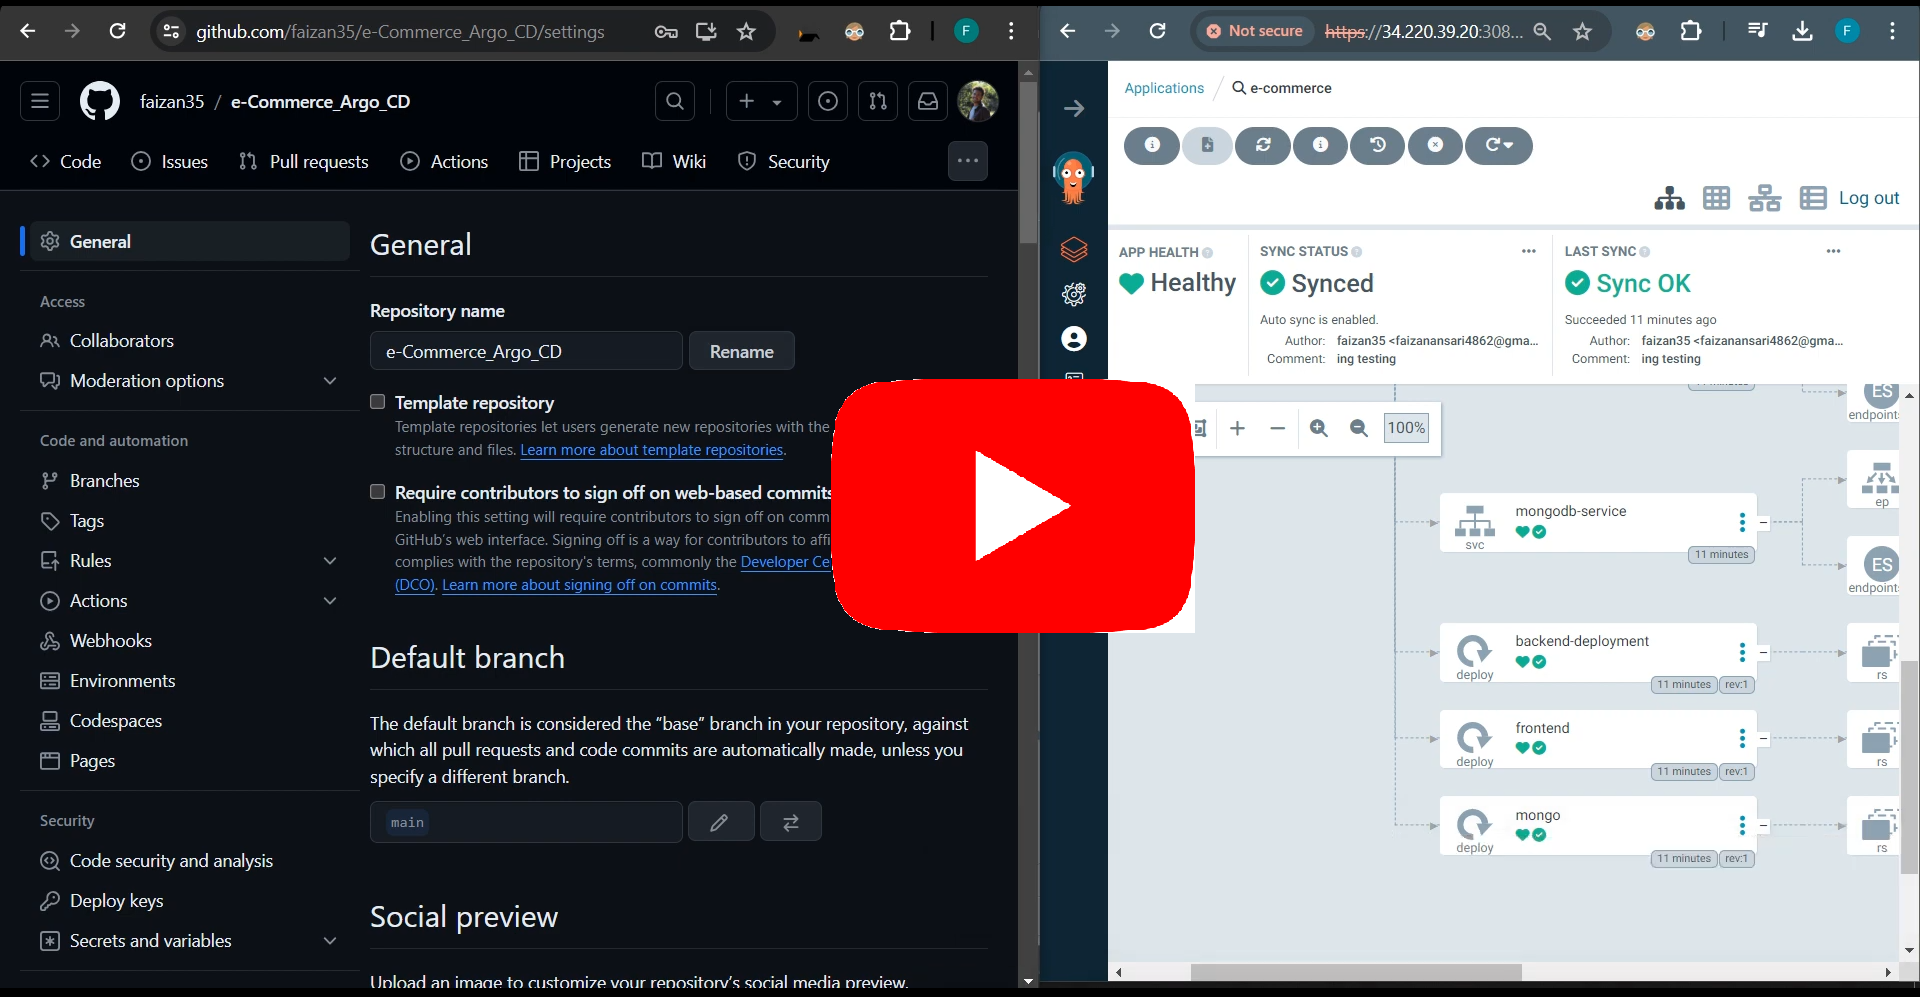 github.com/faizan35/e-Commerce_Argo_CD/settings
F
faizan35 / e-Commerce_Argo_CD
Code
Issues
Pull requests
Actions
Projects
Wiki
Security
General
Access
Collaborators
Moderation options
Code and automation
Branches
Tags
Rules
Actions
Webhooks
Environments
Codespaces
Pages
Security
Code security and analysis
Deploy keys
Secrets and variables
General
Repository name
e-Commerce_Argo_CD
Rename
Template repository
Template repositories let users generate new repositories with the
structure and files. Learn more about template repositories.
Require contributors to sign off on web-based commits
Enabling this setting will require contributors to sign off on comm
GitHub's web interface. Signing off is a way for contributors to affi
complies with the repository's terms, commonly the Developer Ce
(DCO). Learn more about signing off on commits.
Default branch
The default branch is considered the “base” branch in your repository, against
which all pull requests and code commits are automatically made, unless you
specify a different branch.
main
Social preview
Upload an image to customize your repository's social media preview.
Not secure
https://34.220.39.20:308...
F
Applications / e-commerce
Log out
APP HEALTH
Healthy
SYNC STATUS
Synced
Auto sync is enabled.
Author: faizan35 <faizanansari4862@gma...
Comment: ing testing
LAST SYNC
Sync OK
Succeeded 11 minutes ago
Author: faizan35 <faizanansari4862@gma...
Comment: ing testing
11 minutes
ES
endpoint
100%
svc
mongodb-service
11 minutes
ep
ES
endpoint
deploy
backend-deployment
11 minutes
rev:1
rs
deploy
frontend
11 minutes
rev:1
rs
deploy
mongo
11 minutes
rev:1
rs